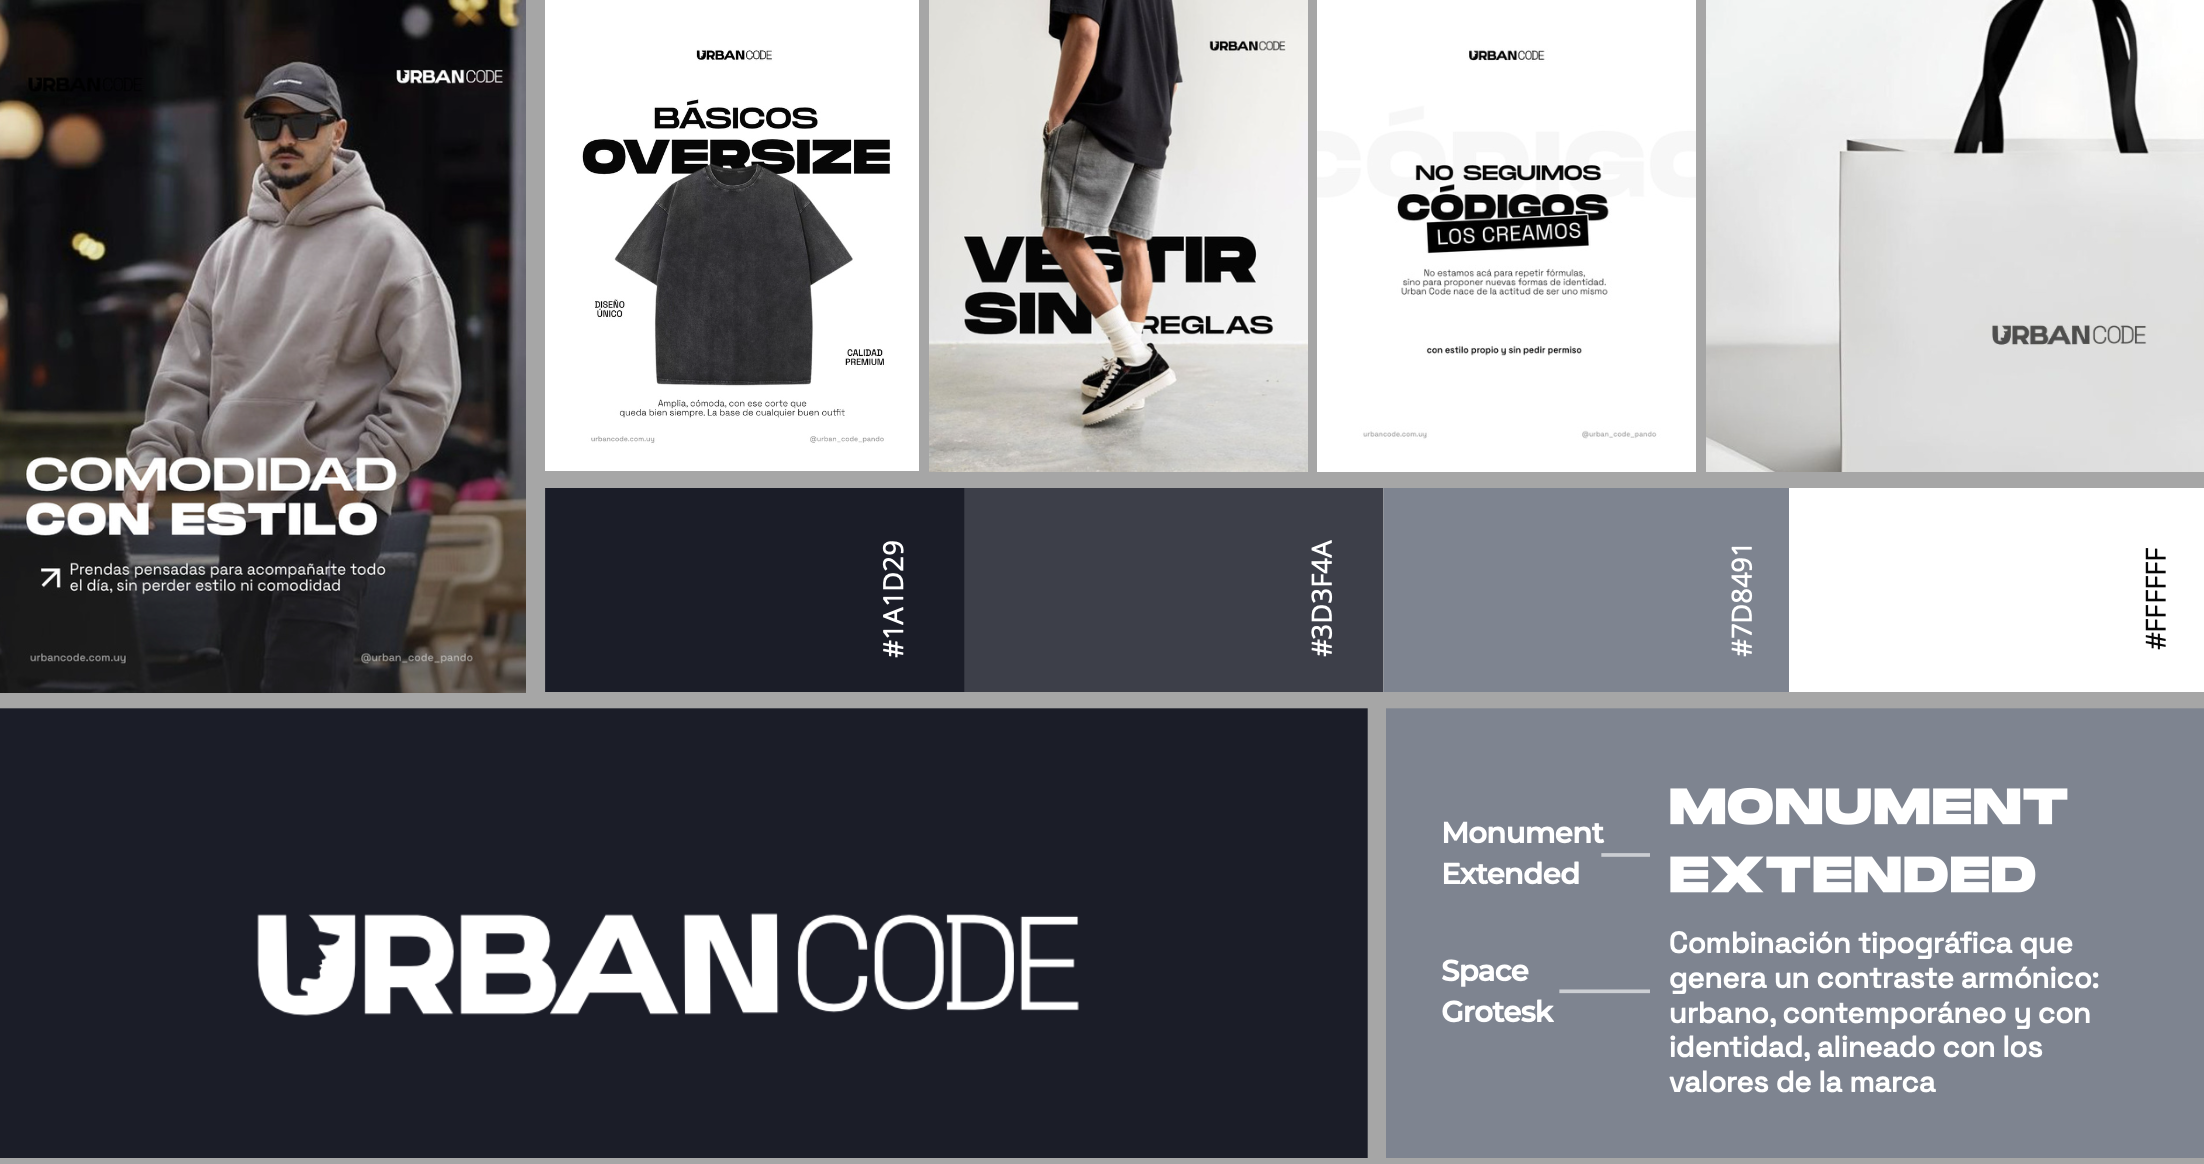 URBANCODE
URBANCODE
COMODIDAD
CON ESTILO
Prendas pensadas para acompañarte todo
el día, sin perder estilo ni comodidad
urbancode.com.uy
@urban_code_pando
URBANCODE
BÁSICOS
OVERSIZE
DISEÑO
ÚNICO
CALIDAD
PREMIUM
Amplia, cómoda, con ese corte que
queda bien siempre. La base de cualquier buen outfit
urbancode.com.uy
@urban_code_pando
URBANCODE
VESTIR
SIN REGLAS
URBANCODE
CÓDIGO
NO SEGUIMOS
CÓDIGOS
LOS CREAMOS
No estamos acá para repetir fórmulas,
sino para proponer nuevas formas de identidad.
Urban Code nace de la actitud de ser uno mismo
con estilo propio y sin pedir permiso
urbancode.com.uy
@urban_code_pando
URBANCODE
#1A1D29
#3D3F4A
#7D8491
#FFFFFF
URBANCODE
Monument
Extended
MONUMENT
EXTENDED
Space
Grotesk
Combinación tipográfica que
genera un contraste armónico:
urbano, contemporáneo y con
identidad, alineado con los
valores de la marca